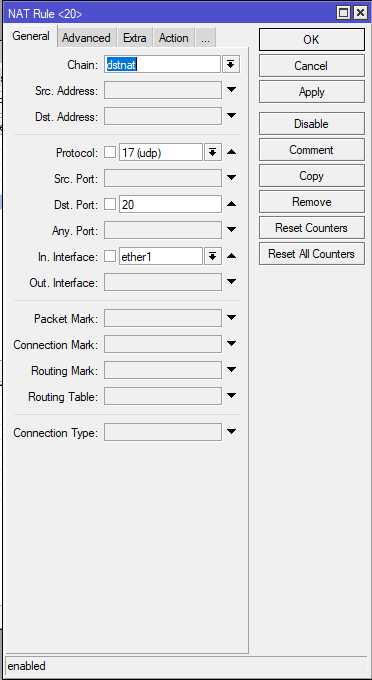 NAT Rule <20>
General Advanced Extra Action ...
Chain: dstnat
Src. Address:
Dst. Address:
Protocol: 17 (udp)
Src. Port:
Dst. Port: 20
Any. Port:
In. Interface: ether1
Out. Interface:
Packet Mark:
Connection Mark:
Routing Mark:
Routing Table:
Connection Type:
OK
Cancel
Apply
Disable
Comment
Copy
Remove
Reset Counters
Reset All Counters
enabled